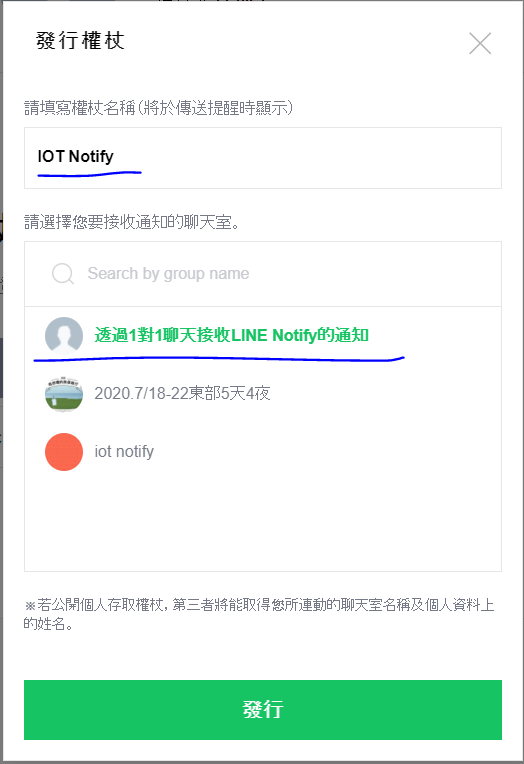 發行權杖
請填寫權杖名稱(將於傳送提醒時顯示)
IOT Notify
請選擇您要接收通知的聊天室。
Search by group name
透過1對1聊天接收LINE Notify的通知
2020.7/18-22東部5天4夜
iot notify
※若公開個人存取權杖, 第三者將能取得您所連動的聊天室名稱及個人資料上
的姓名。
發行